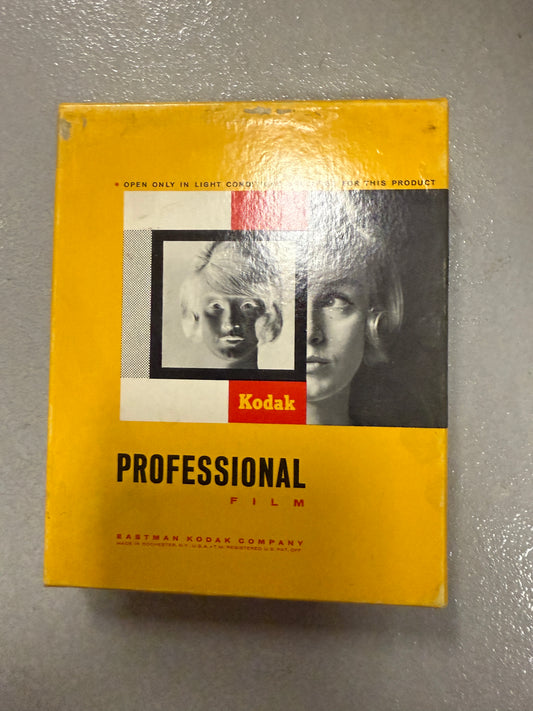 • OPEN ONLY IN LIGHT FOR THIS PRODUCT
Kodak
PROFESSIONAL
FILM
EASTMAN KODAK COMPANY
MADE IN ROCHESTER, N.Y., U.S.A. • T.M. REGISTERED U.S. PAT. OFF.